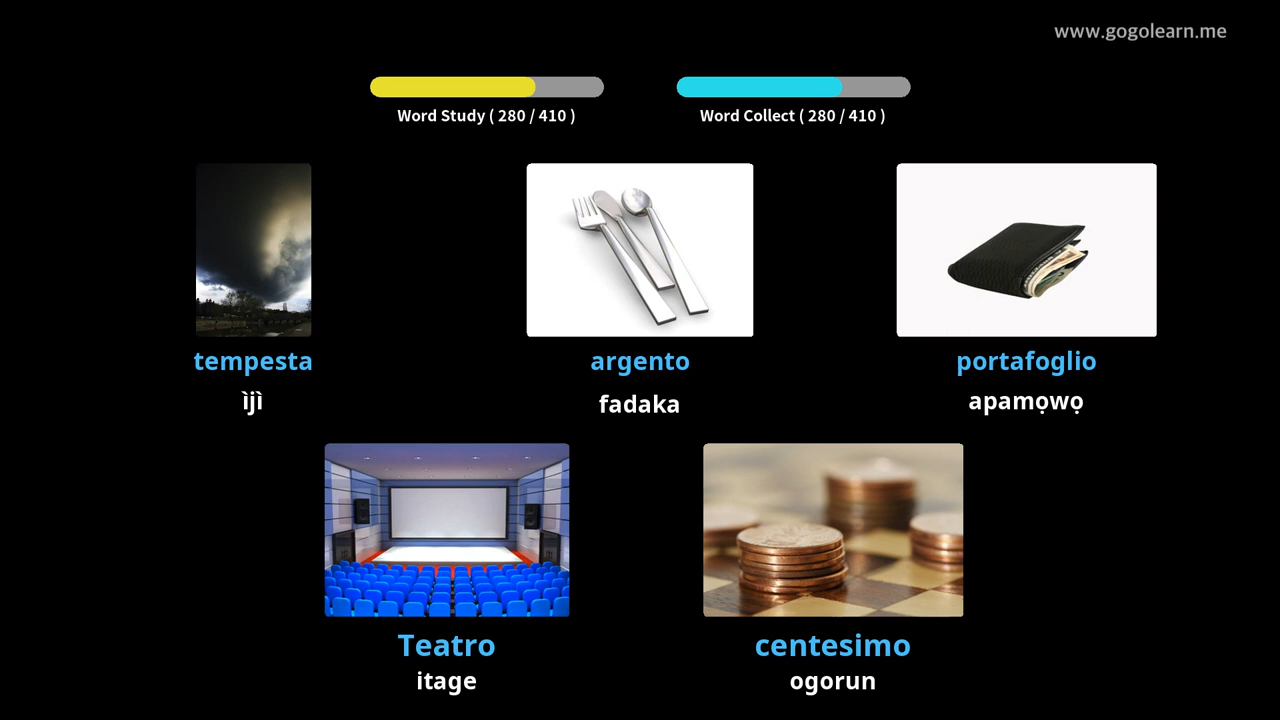 www.gogolearn.me
Word Study ( 280 / 410 )
Word Collect ( 280 / 410 )
tempesta
ìjì
argento
fadaka
portafoglio
apamọwọ
Teatro
itage
centesimo
ogorun